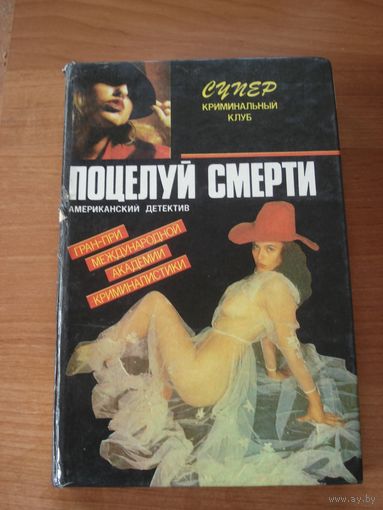 СУПЕР
КРИМИНАЛЬНЫЙ
КЛУБ
ПОЦЕЛУЙ СМЕРТИ
АМЕРИКАНСКИЙ ДЕТЕКТИВ
ГРАН-ПРИ
МЕЖДУНАРОДНОЙ
АКАДЕМИИ
КРИМИНАЛИСТИКИ
www.ay.by